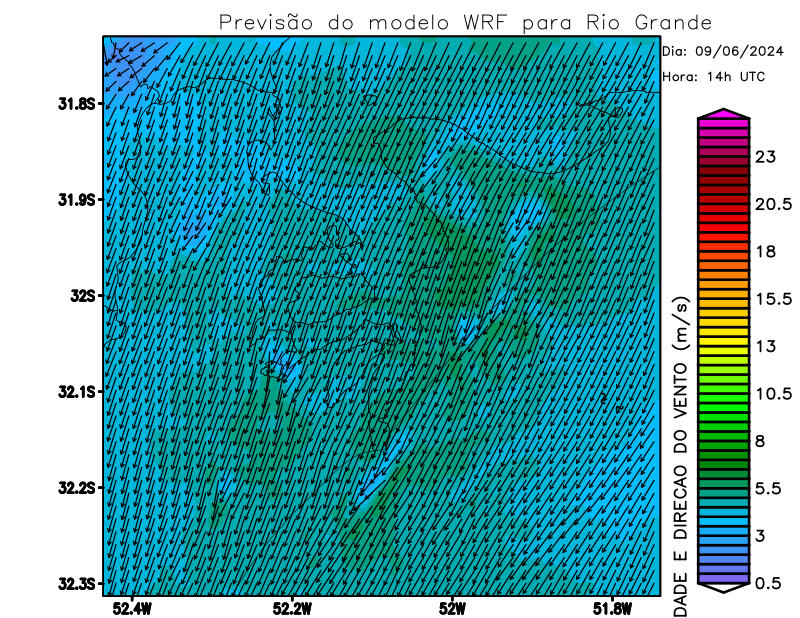 Previsão do modelo WRF para Rio Grande
Dia: 09/06/2024
Hora: 14h UTC
31.8S
31.9S
32S
32.1S
32.2S
32.3S
52.4W
52.2W
52W
51.8W
DADE E DIRECAO DO VENTO (m/s)
23
20.5
18
15.5
13
10.5
8
5.5
3
0.5